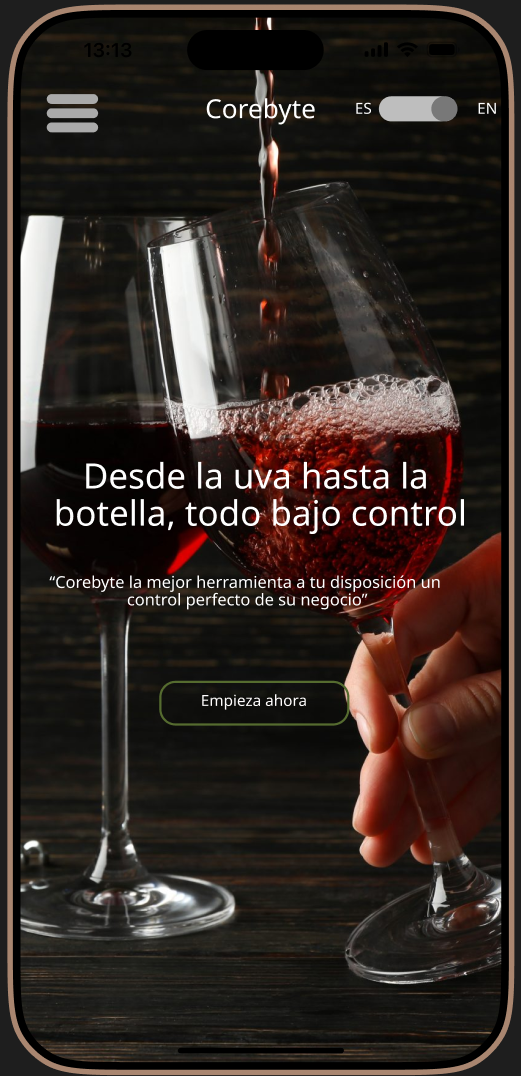 13:13
Corebyte
ES
EN
Desde la uva hasta la
botella, todo bajo control
“Corebyte la mejor herramienta a tu disposición un
control perfecto de su negocio”
Empieza ahora